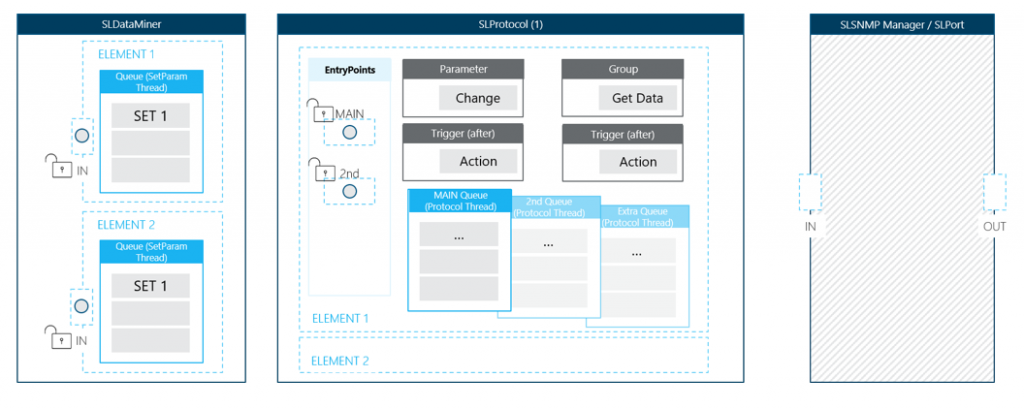 SLDataMiner
ELEMENT 1
Queue (SetParam
Thread)
SET 1
IN
ELEMENT 2
Queue (SetParam
Thread)
SET 1
IN
SLProtocol (1)
EntryPoints
MAIN
2nd
Parameter
Change
Group
Get Data
Trigger (after)
Action
Trigger (after)
Action
MAIN Queue
(Protocol Thread)
...
2nd Queue
(Protocol Thread)
...
Extra Queue
(Protocol Thread)
...
ELEMENT 1
ELEMENT 2
SLSNMP Manager / SLPort
IN
OUT